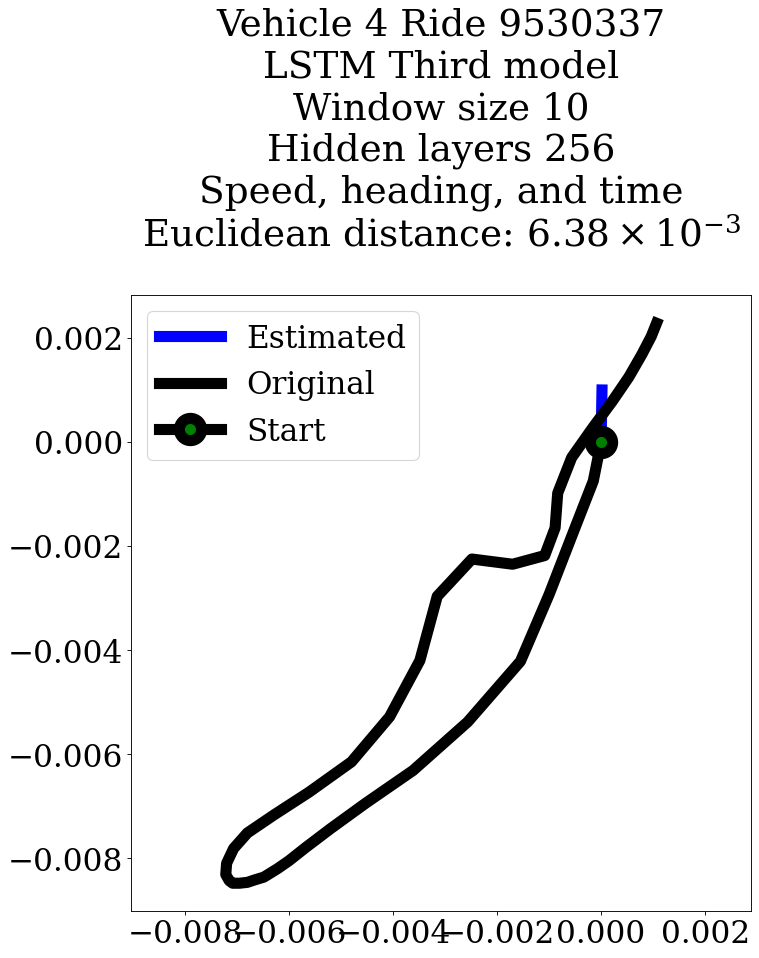 Vehicle 4 Ride 9530337
LSTM Third model
Window size 10
Hidden layers 256
Speed, heading, and time
Euclidean distance: 6.38 × 10⁻³
Estimated
Original
Start
0.002
0.000
−0.002
−0.004
−0.006
−0.008
−0.008 −0.006 −0.004 −0.002 0.000 0.002